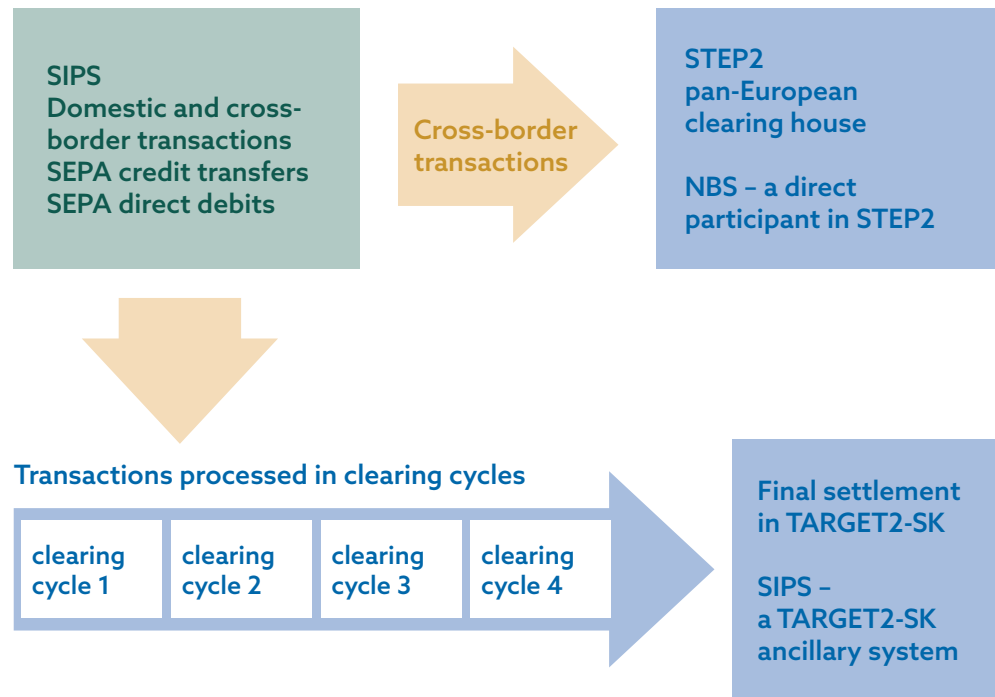 SIPS
Domestic and cross-
border transactions
SEPA credit transfers
SEPA direct debits
Cross-border
transactions
STEP2
pan-European
clearing house
NBS – a direct
participant in STEP2
Transactions processed in clearing cycles
clearing
cycle 1
clearing
cycle 2
clearing
cycle 3
clearing
cycle 4
Final settlement
in TARGET2-SK
SIPS –
a TARGET2-SK
ancillary system